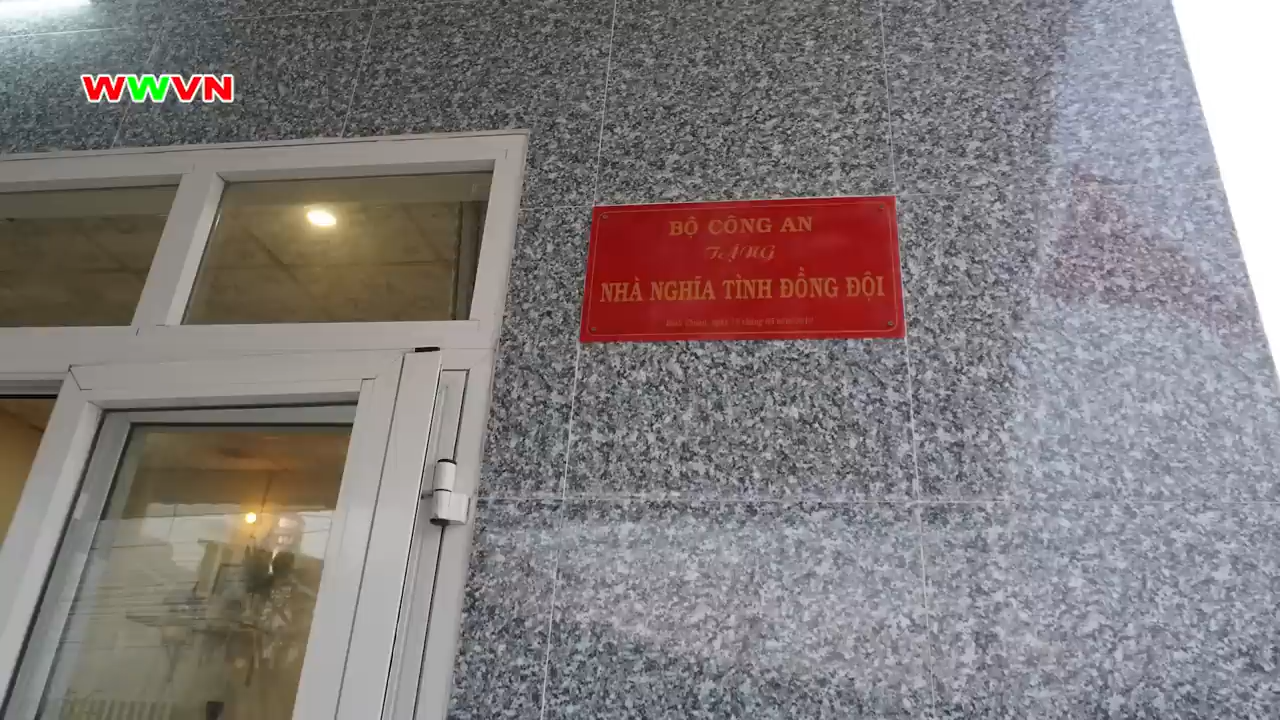 WWVN
BỘ CÔNG AN
TẶNG
NHÀ NGHĨA TÌNH ĐỒNG ĐỘI